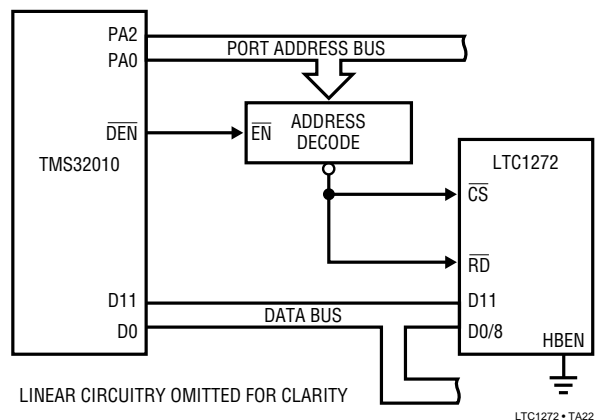 PA2
PORT ADDRESS BUS
PA0
DEN
EN
ADDRESS
DECODE
TMS32010
LTC1272
CS
RD
D11
D11
DATA BUS
D0
D0/8
HBEN
LINEAR CIRCUITRY OMITTED FOR CLARITY
LTC1272 • TA22